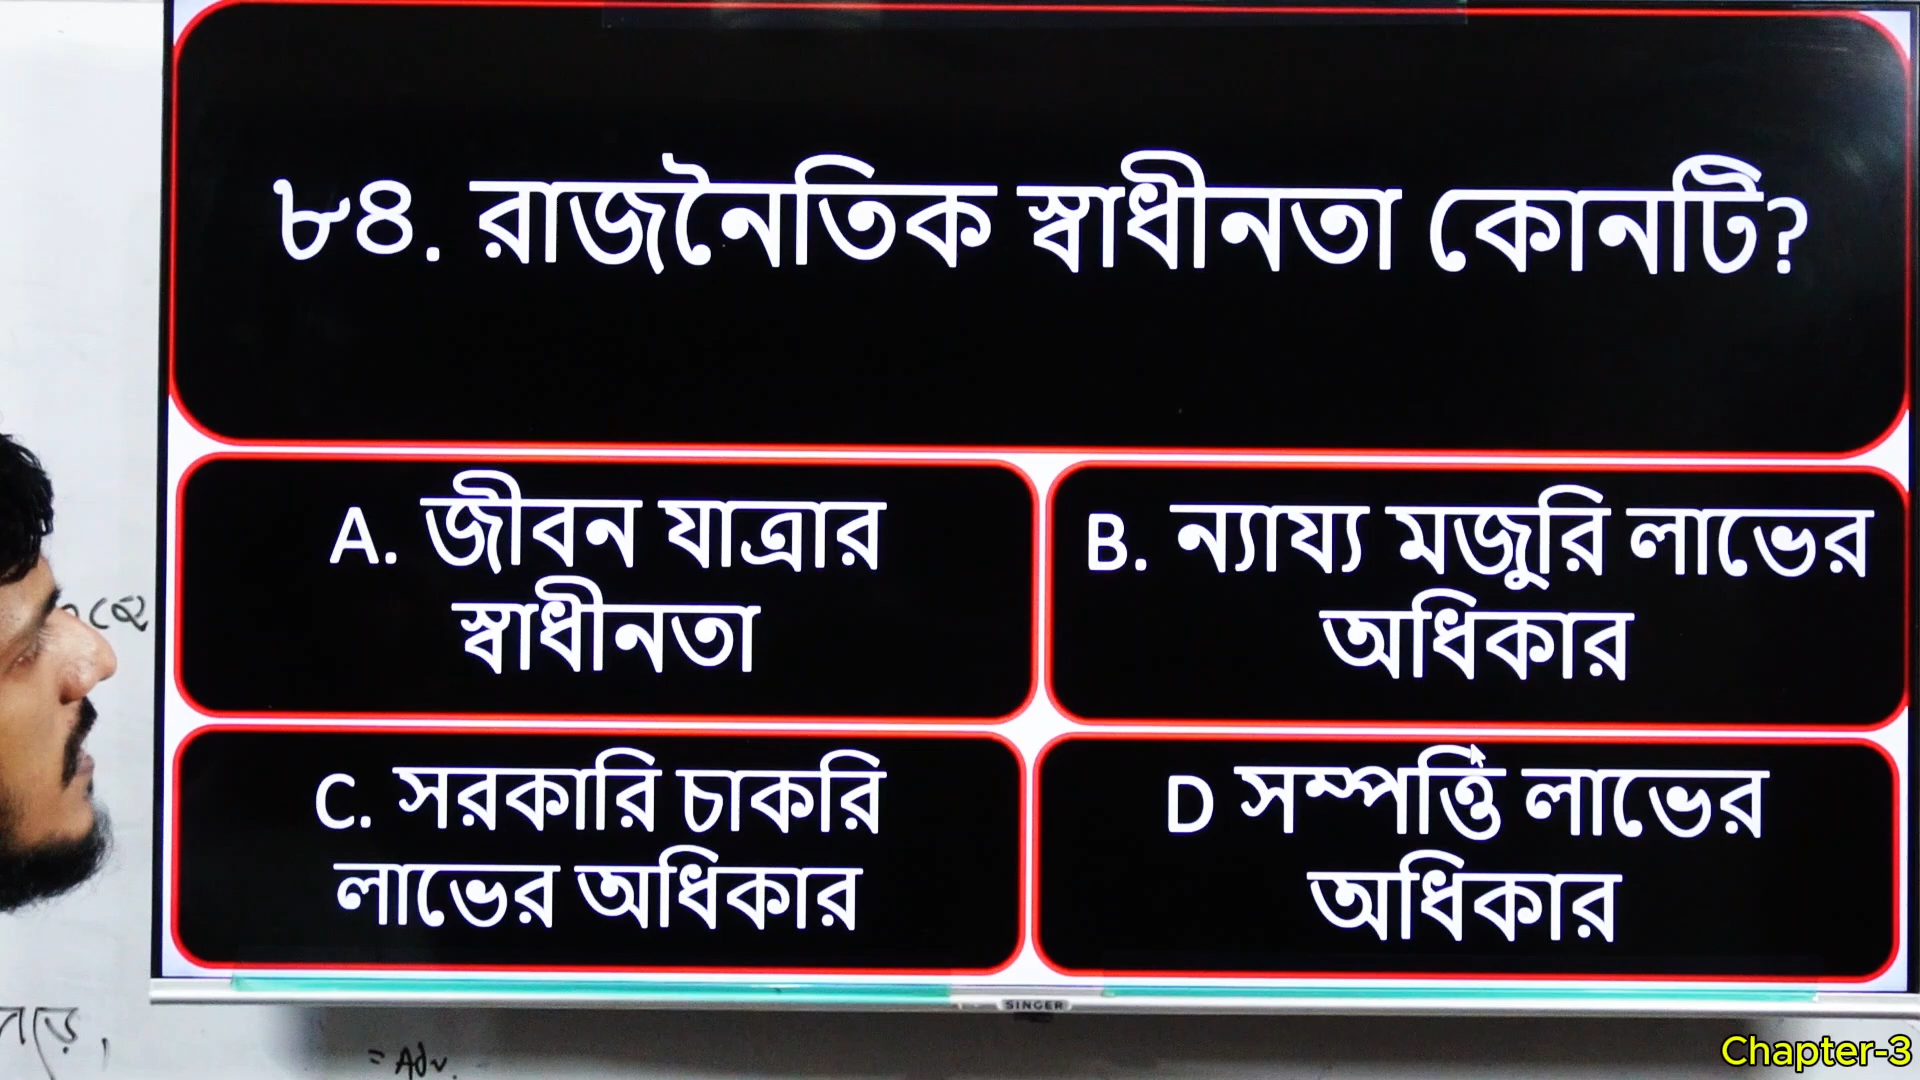 ৮৪. রাজনৈতিক স্বাধীনতা কোনটি?
A. জীবন যাত্রার
স্বাধীনতা
B. ন্যায্য মজুরি লাভের
অধিকার
C. সরকারি চাকরি
লাভের অধিকার
D সম্পত্তি লাভের
অধিকার
SINGER
= Adv.
Chapter-3